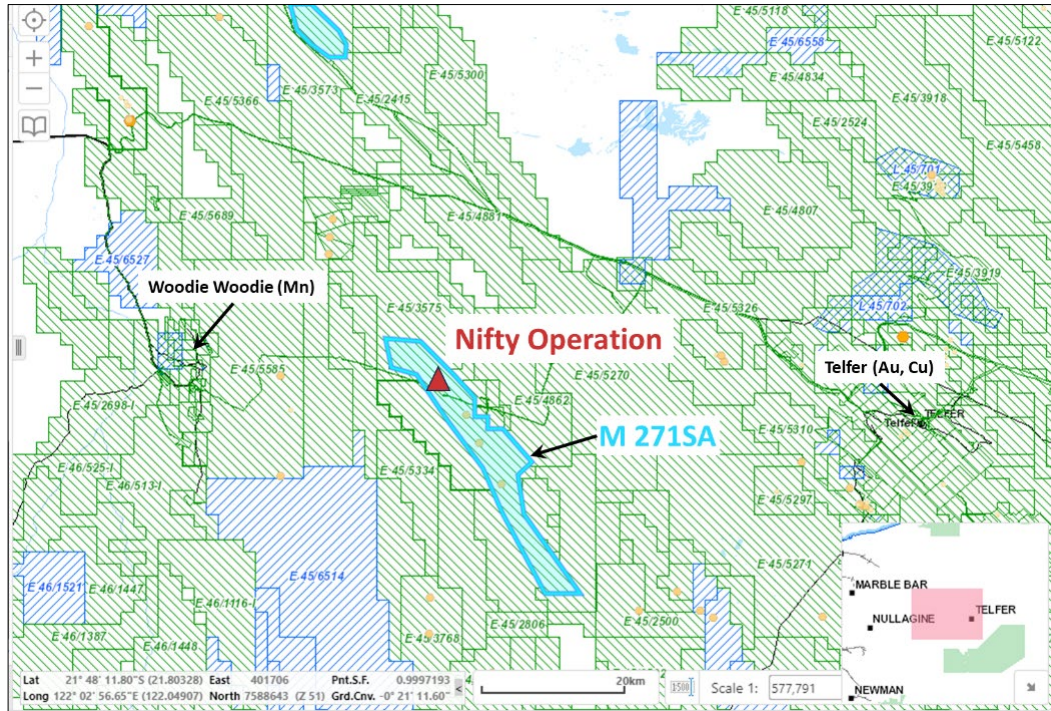 E 45/5118
E 45/6558
E 45/5122
E 45/5300
E 45/3573
E 45/4834
E 45/5366
E 45/2415
E 45/3918
E 45/2524
E 45/5458
L 45/701
E 45/5689
E 45/4881
E 45/4807
E 45/6527
E 45/3919
Woodie Woodie (Mn)
E 45/3575
E 45/5326
L 45/702
Nifty Operation
E 45/5585
E 45/5270
Telfer (Au, Cu)
E 45/2698-I
E 45/4862
TELFER
Telfer
M 271SA
E 45/5310
E 46/525-I
E 45/5334
E 46/513-I
E 45/5297
E 45/5271
E 46/1521
E 45/6514
E 46/1447
E 46/1116-I
E 46/1387
E 46/1448
E 45/3768
E 45/2806
E 45/2500
MARBLE BAR
NULLAGINE
TELFER
NEWMAN
Lat 21° 48' 11.80"S (21.80328) East 401706 Pnt.S.F. 0.9997193
Long 122° 02' 56.65"E (122.04907) North 7588643 (Z 51) Grd.Cnv. -0° 21' 11.60"
20km
Scale 1: 577,791